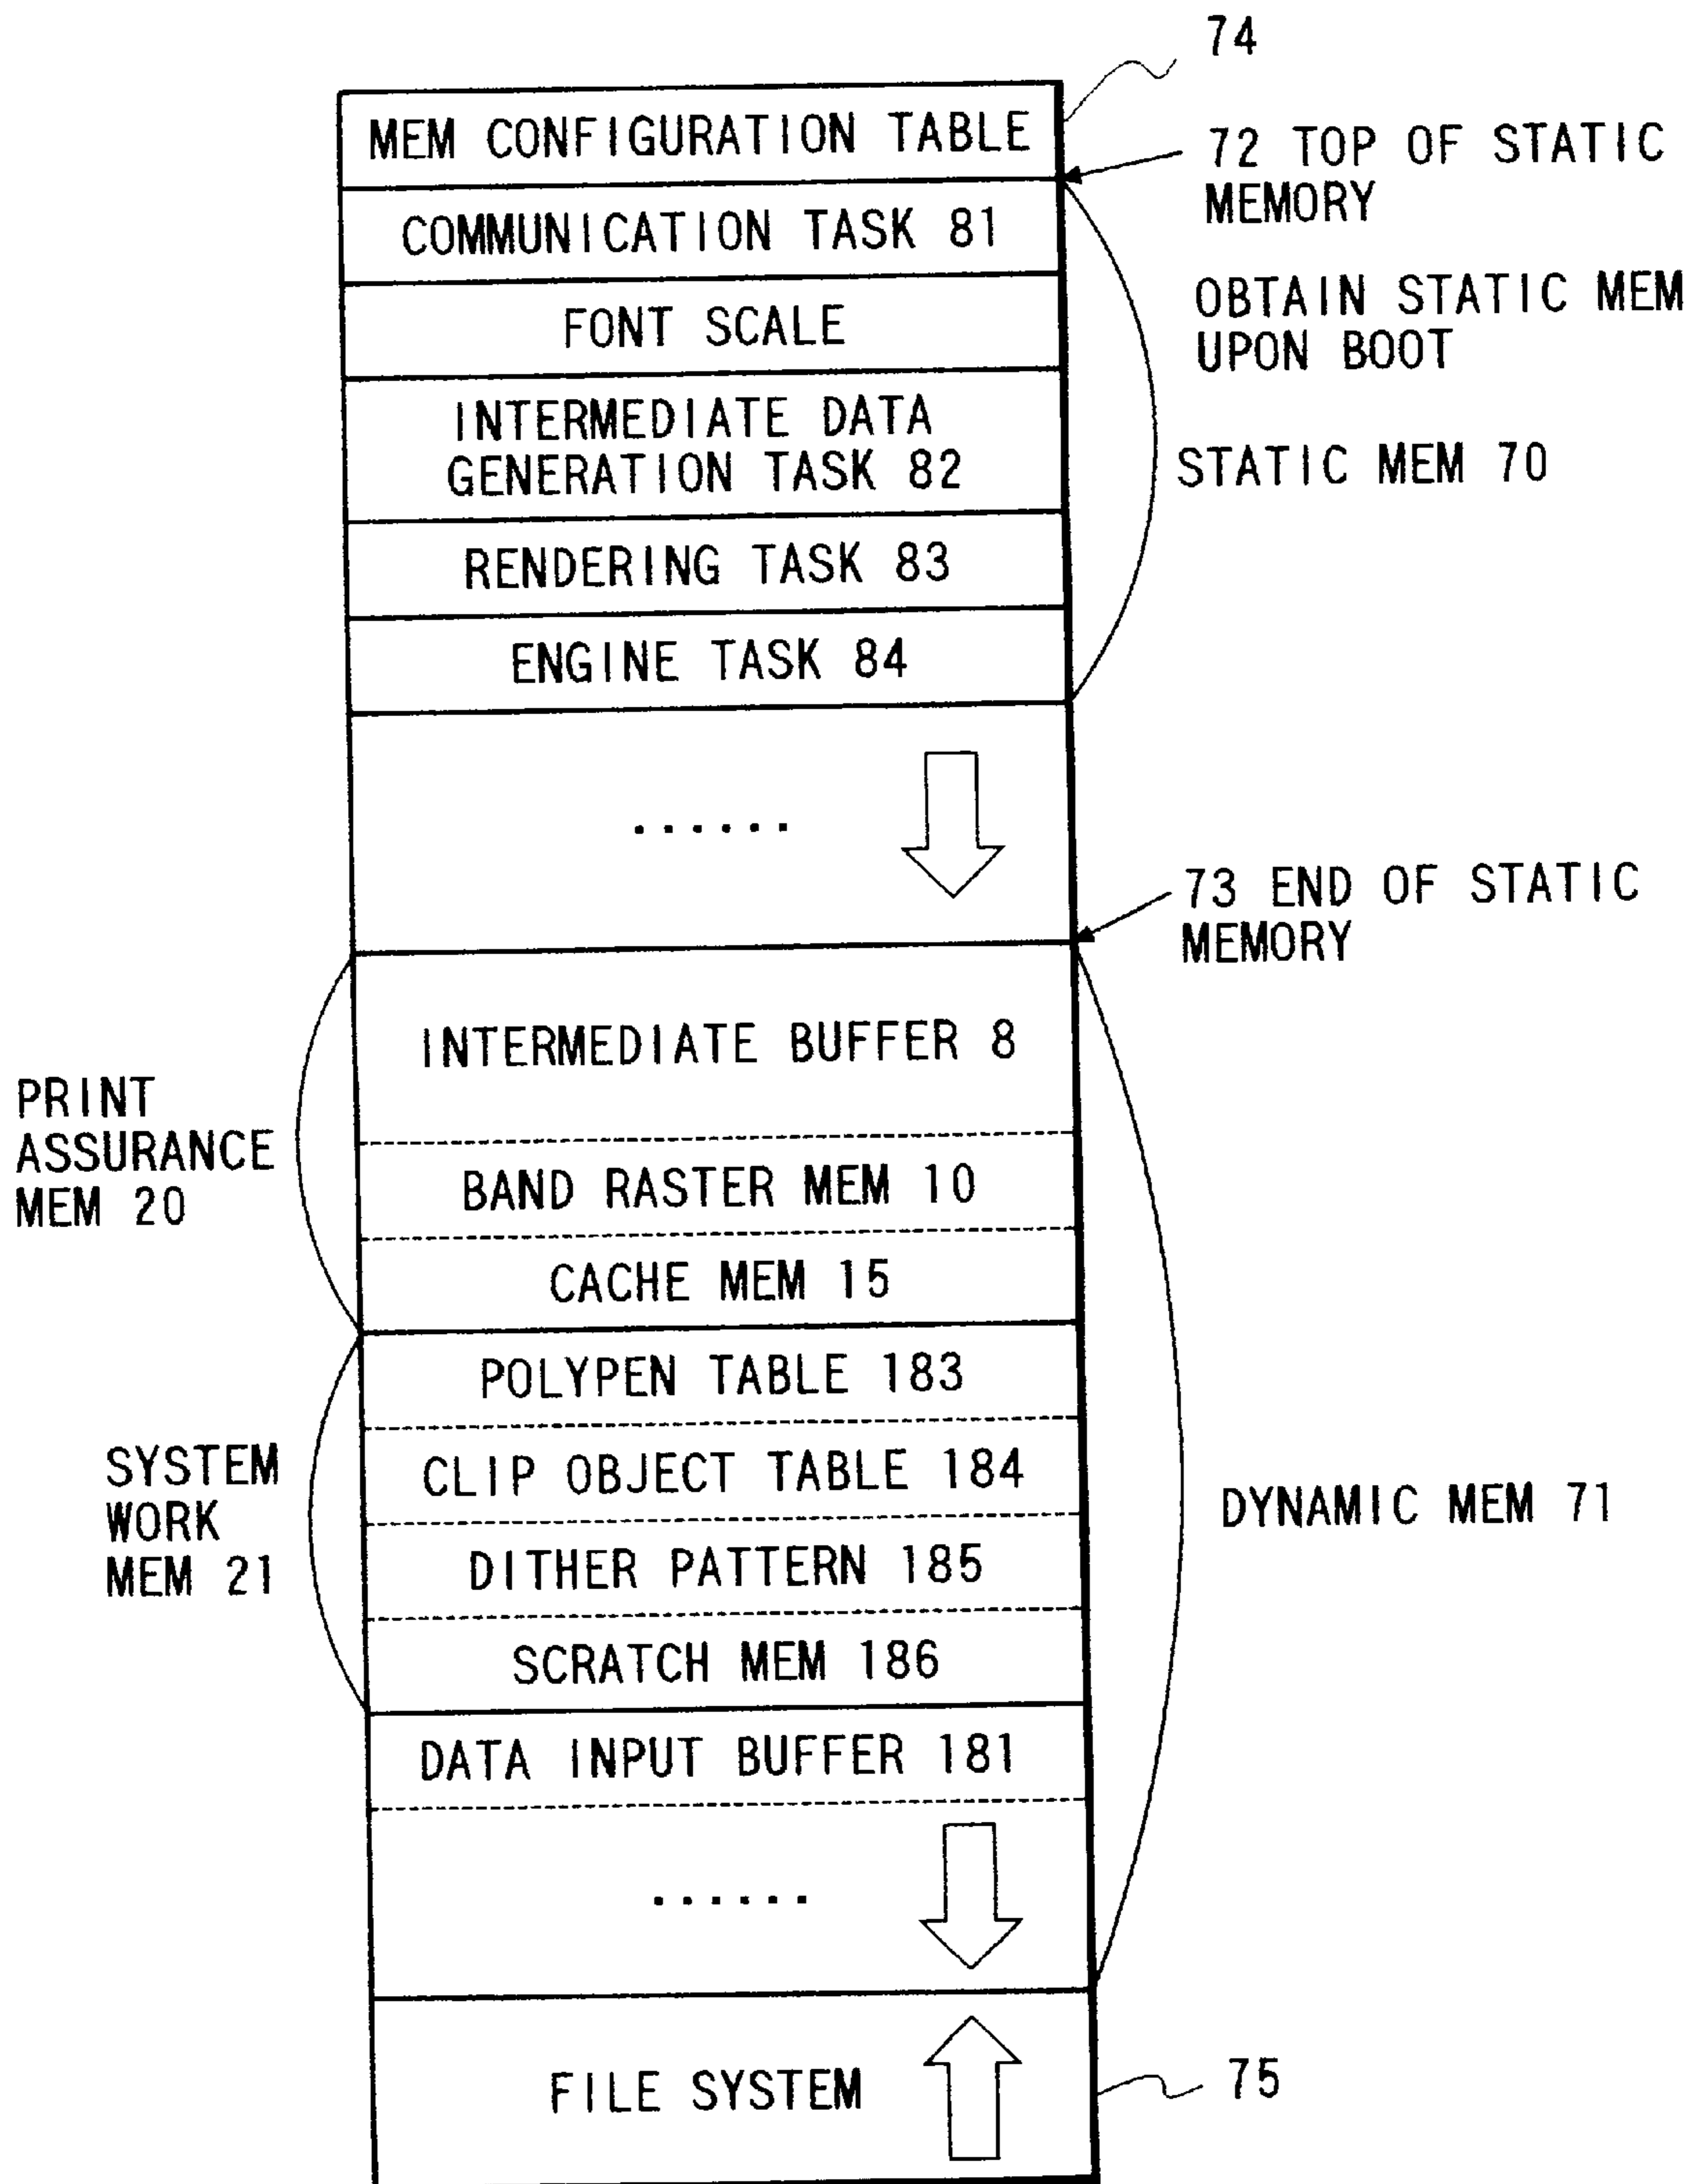 74
MEM CONFIGURATION TABLE
72 TOP OF STATIC
MEMORY
COMMUNICATION TASK 81
OBTAIN STATIC MEM
UPON BOOT
FONT SCALE
INTERMEDIATE DATA
GENERATION TASK 82
STATIC MEM 70
RENDERING TASK 83
ENGINE TASK 84
......
73 END OF STATIC
MEMORY
INTERMEDIATE BUFFER 8
PRINT
ASSURANCE
MEM 20
BAND RASTER MEM 10
CACHE MEM 15
POLYPEN TABLE 183
CLIP OBJECT TABLE 184
SYSTEM
WORK
MEM 21
DYNAMIC MEM 71
DITHER PATTERN 185
SCRATCH MEM 186
DATA INPUT BUFFER 181
......
FILE SYSTEM
75